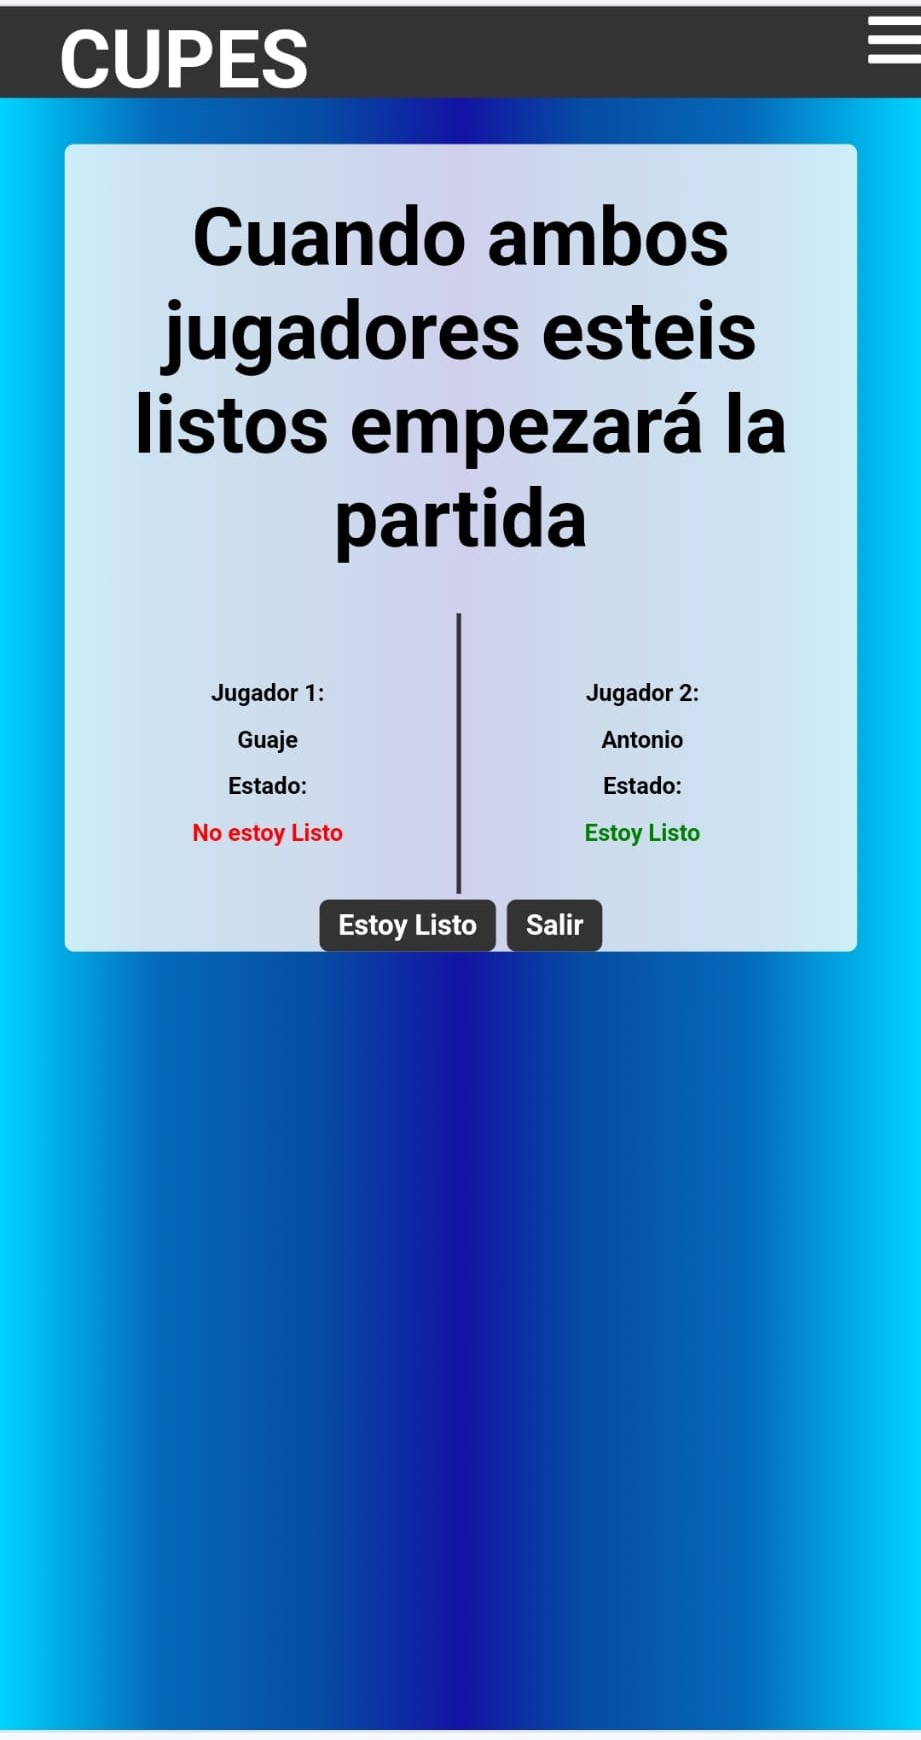 CUPES
Cuando ambos
jugadores esteis
listos empezará la
partida
Jugador 1:
Guaje
Estado:
No estoy Listo
Jugador 2:
Antonio
Estado:
Estoy Listo
Estoy Listo
Salir